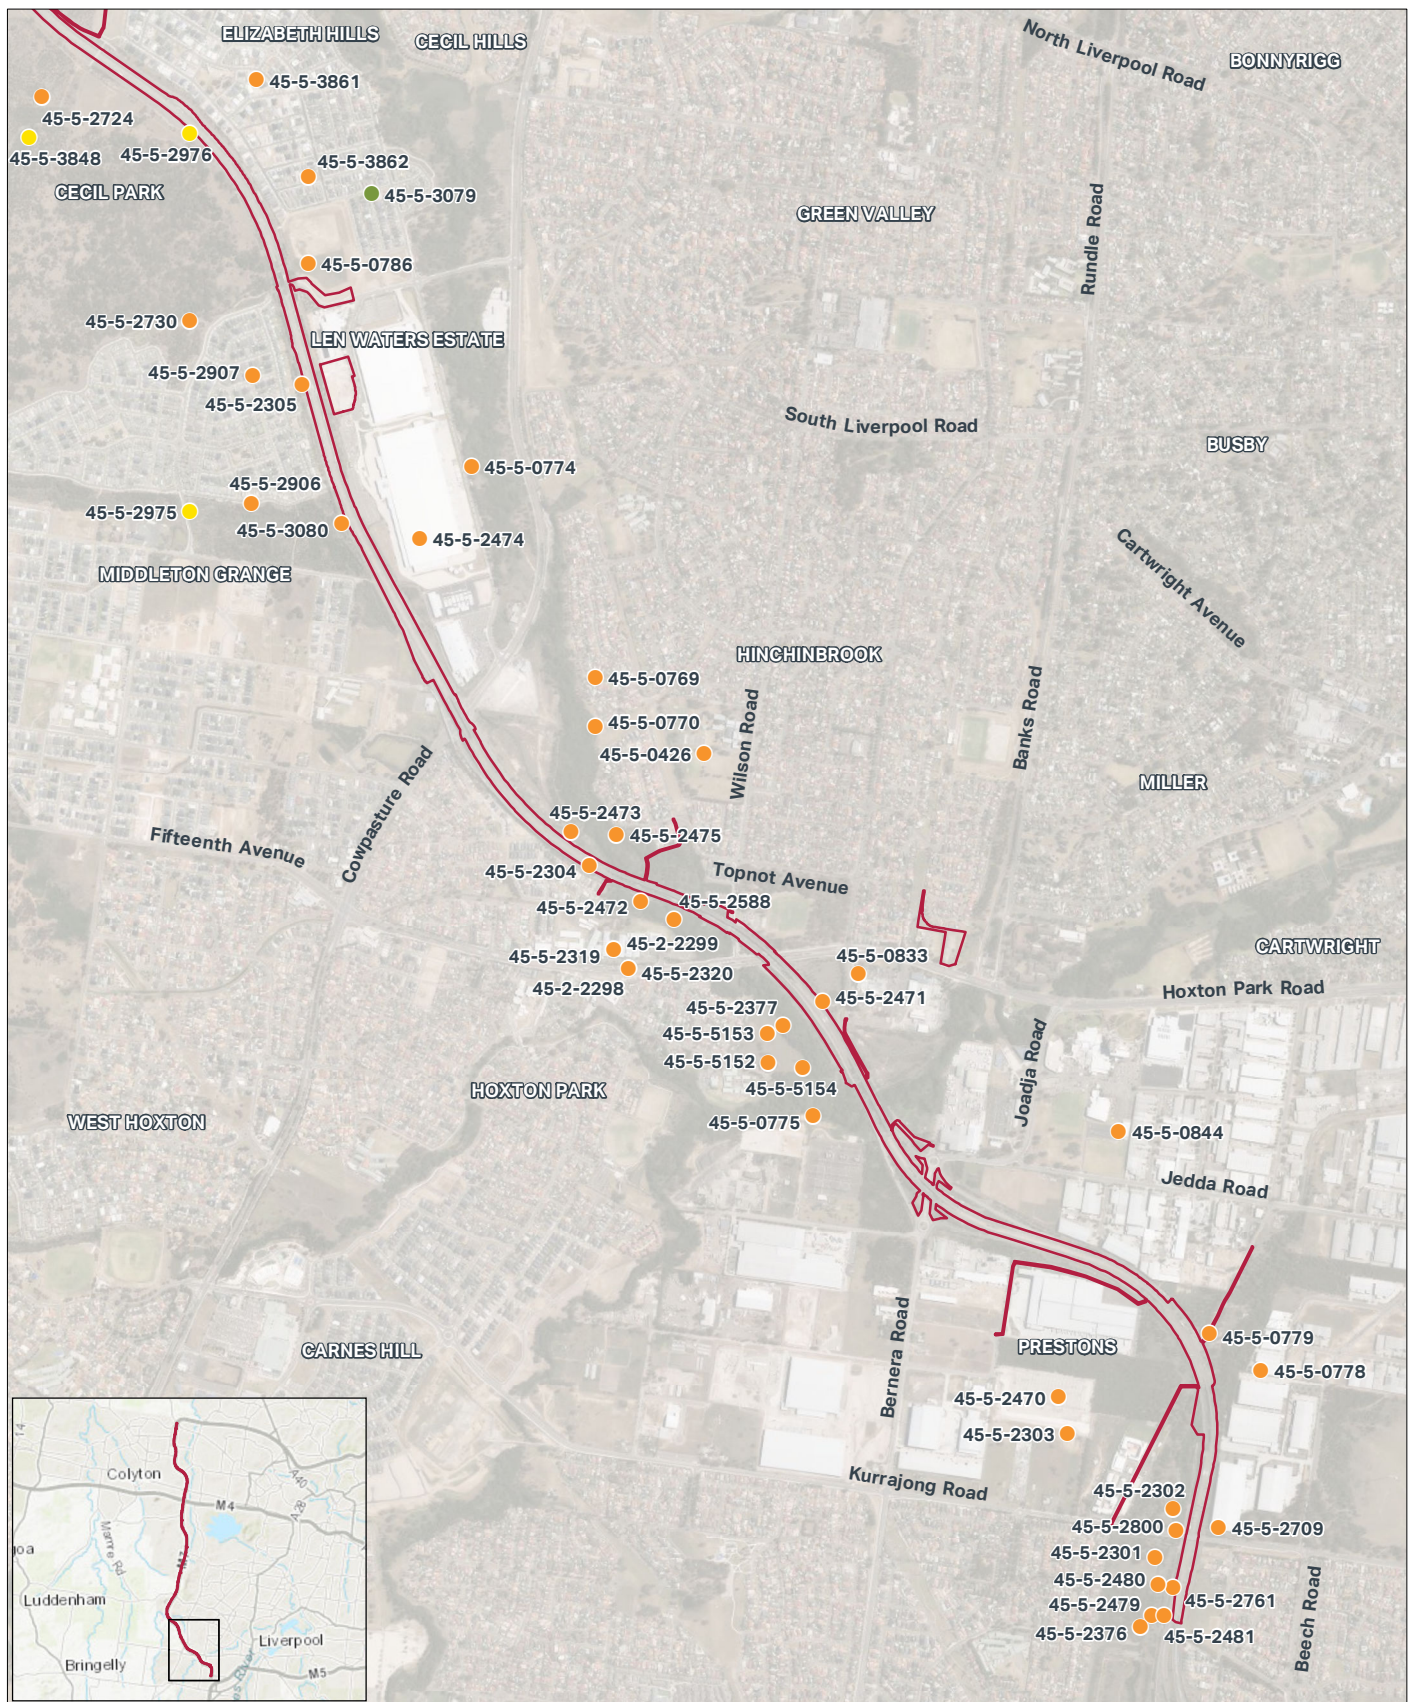 ELIZABETH HILLS
CECIL HILLS
North Liverpool Road
BONNYRIGG
45-5-3861
45-5-2724
45-5-3848
45-5-2976
45-5-3862
CECIL PARK
45-5-3079
GREEN VALLEY
Rundle Road
45-5-0786
45-5-2730
LEN WATERS ESTATE
45-5-2907
45-5-2305
South Liverpool Road
BUSBY
45-5-0774
45-5-2906
45-5-2975
45-5-3080
45-5-2474
Cartwright Avenue
MIDDLETON GRANGE
HINCHINBROOK
45-5-0769
45-5-0770
45-5-0426
Wilson Road
Banks Road
MILLER
Cowpasture Road
Fifteenth Avenue
45-5-2473
45-5-2475
45-5-2304
Topnot Avenue
45-5-2472
45-5-2588
45-2-2299
45-5-2319
45-5-2320
45-2-2298
45-5-0833
CARTWRIGHT
Hoxton Park Road
45-5-2471
45-5-2377
45-5-5153
45-5-5152
45-5-5154
Joadja Road
HOXTON PARK
WEST HOXTON
45-5-0775
45-5-0844
Jedda Road
Bernera Road
CARNES HILL
PRESTONS
45-5-0779
45-5-0778
45-5-2470
45-5-2303
Kurrajong Road
45-5-2302
45-5-2800
45-5-2709
45-5-2301
45-5-2480
45-5-2761
45-5-2479
45-5-2376
45-5-2481
Beech Road
14
Colyton
A40
A28
M4
Mamre Rd
M7
Luddenham
Liverpool
Bringelly
M5